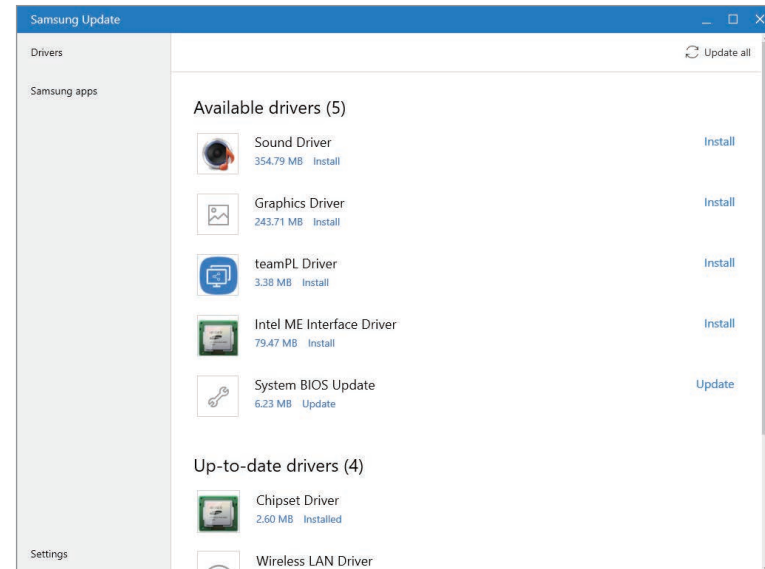 Samsung Update
Drivers
Update all
Samsung apps
Available drivers (5)
Sound Driver
354.79 MB Install
Install
Graphics Driver
243.71 MB Install
Install
teamPL Driver
3.38 MB Install
Install
Intel ME Interface Driver
79.47 MB Install
Install
System BIOS Update
6.23 MB Update
Update
Up-to-date drivers (4)
Chipset Driver
2.60 MB Installed
Wireless LAN Driver
Settings